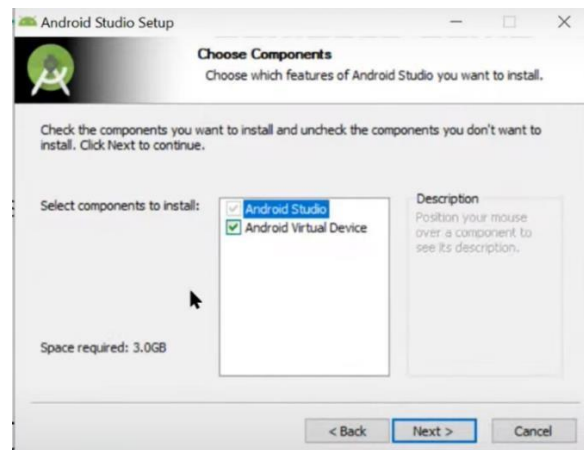 Android Studio Setup
Choose Components
Choose which features of Android Studio you want to install.
Check the components you want to install and uncheck the components you don't want to
install. Click Next to continue.
Select components to install:
Android Studio
Android Virtual Device
Description
Position your mouse
over a component to
see its description.
Space required: 3.0GB
< Back
Next >
Cancel